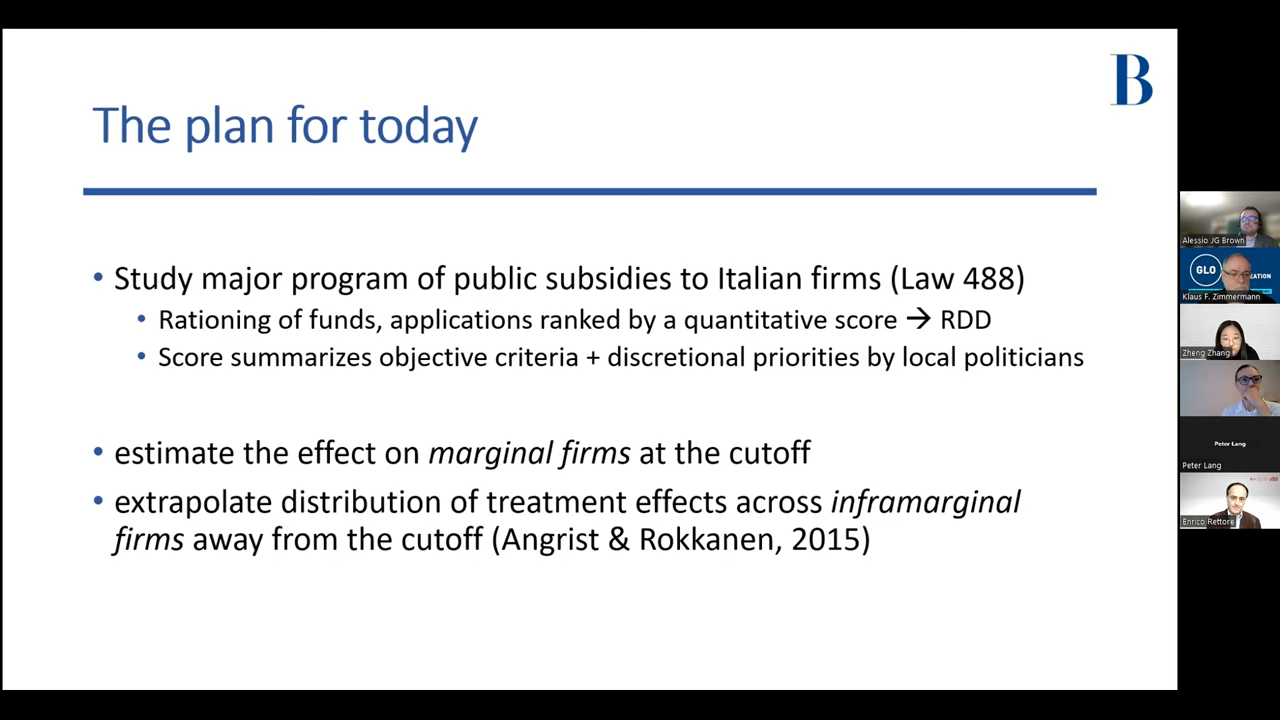 B
The plan for today
• Study major program of public subsidies to Italian firms (Law 488)
• Rationing of funds, applications ranked by a quantitative score → RDD
• Score summarizes objective criteria + discretional priorities by local politicians
• estimate the effect on marginal firms at the cutoff
• extrapolate distribution of treatment effects across inframarginal
firms away from the cutoff (Angrist & Rokkanen, 2015)
Alessio JG Brown
GLO
Klaus F. Zimmermann
Zheng Zhang
Peter Lang
Peter Lang
Enrico Rettore